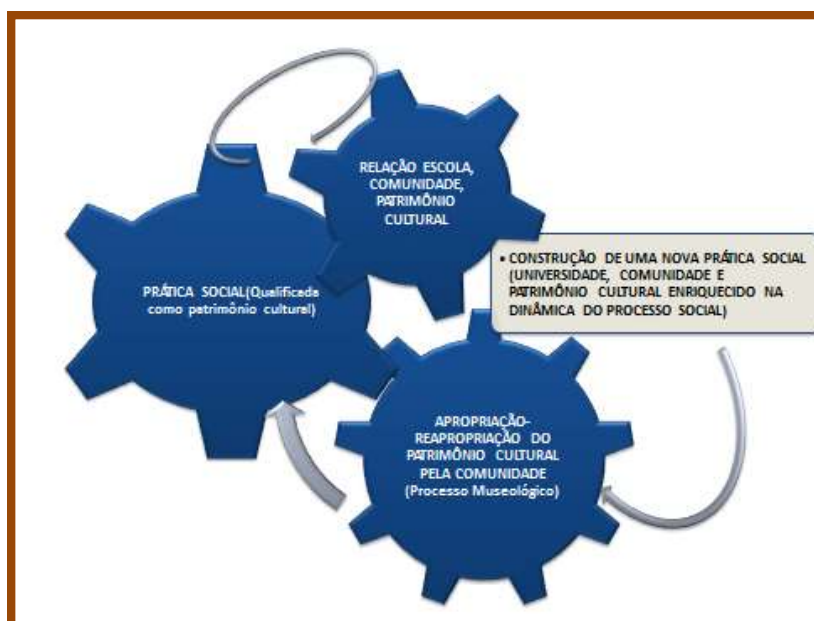 RELAÇÃO ESCOLA,
COMUNIDADE,
PATRIMÔNIO
CULTURAL
PRÁTICA SOCIAL(Qualificada
como patrimônio cultural)
• CONSTRUÇÃO DE UMA NOVA PRÁTICA SOCIAL
(UNIVERSIDADE, COMUNIDADE E
PATRIMÔNIO CULTURAL ENRIQUECIDO NA
DINÂMICA DO PROCESSO SOCIAL)
APROPRIAÇÃO-
REAPROPRIAÇÃO DO
PATRIMÔNIO CULTURAL
PELA COMUNIDADE
(Processo Museológico)